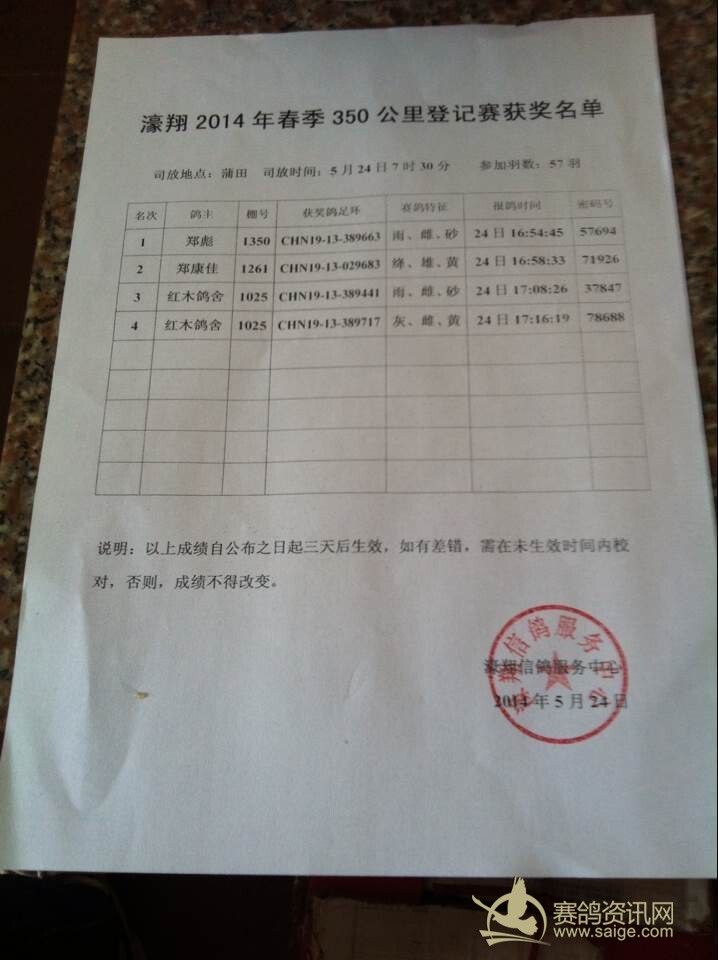 濠翔 2014 年春季 350 公里登记赛获奖名单
司放地点：蒲田 司放时间：5 月 24 日 7 时 30 分 参加羽数：57 羽
名次 鸽主 棚号 获奖鸽足环 赛鸽特征 报鸽时间 密码号
1 郑彪 1350 CHN19-13-389663 雨、雌、砂 24 日 16:54:45 57694
2 郑康佳 1261 CHN19-13-029683 绛、雄、黄 24 日 16:58:33 71926
3 红木鸽舍 1025 CHN19-13-389441 雨、雌、砂 24 日 17:08:26 37847
4 红木鸽舍 1025 CHN19-13-389717 灰、雌、黄 24 日 17:16:19 78688
说明：以上成绩自公布之日起三天后生效，如有差错，需在未生效时间内校
对，否则，成绩不得改变。
濠翔信鸽服务中心
濠翔信鸽服务中心
2014 年 5 月 24 日
赛鸽资讯网
www.saige.com